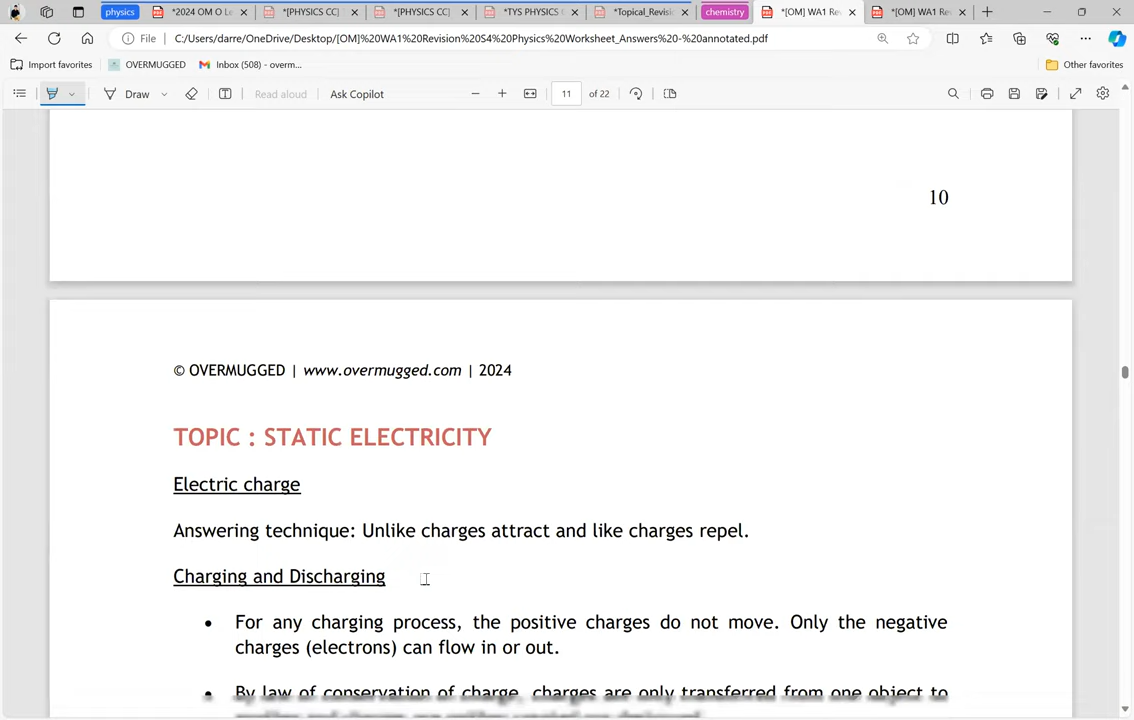 physics
*2024 OM O Le
*[PHYSICS CC]
*[PHYSICS CC]
*TYS PHYSICS
*Topical_Revisi
chemistry
*[OM] WA1 Rev
*[OM] WA1 Re
File
C:/Users/darre/OneDrive/Desktop/[OM]%20WA1%20Revision%20S4%20Physics%20Worksheet_Answers%20-%20annotated.pdf
Import favorites
OVERMUGGED
Inbox (508) - overm...
Other favorites
Draw
Read aloud
Ask Copilot
11 of 22
10
© OVERMUGGED | www.overmugged.com | 2024
TOPIC : STATIC ELECTRICITY
Electric charge
Answering technique: Unlike charges attract and like charges repel.
Charging and Discharging
• For any charging process, the positive charges do not move. Only the negative
charges (electrons) can flow in or out.
• By law of conservation of charge, charges are only transferred from one object to